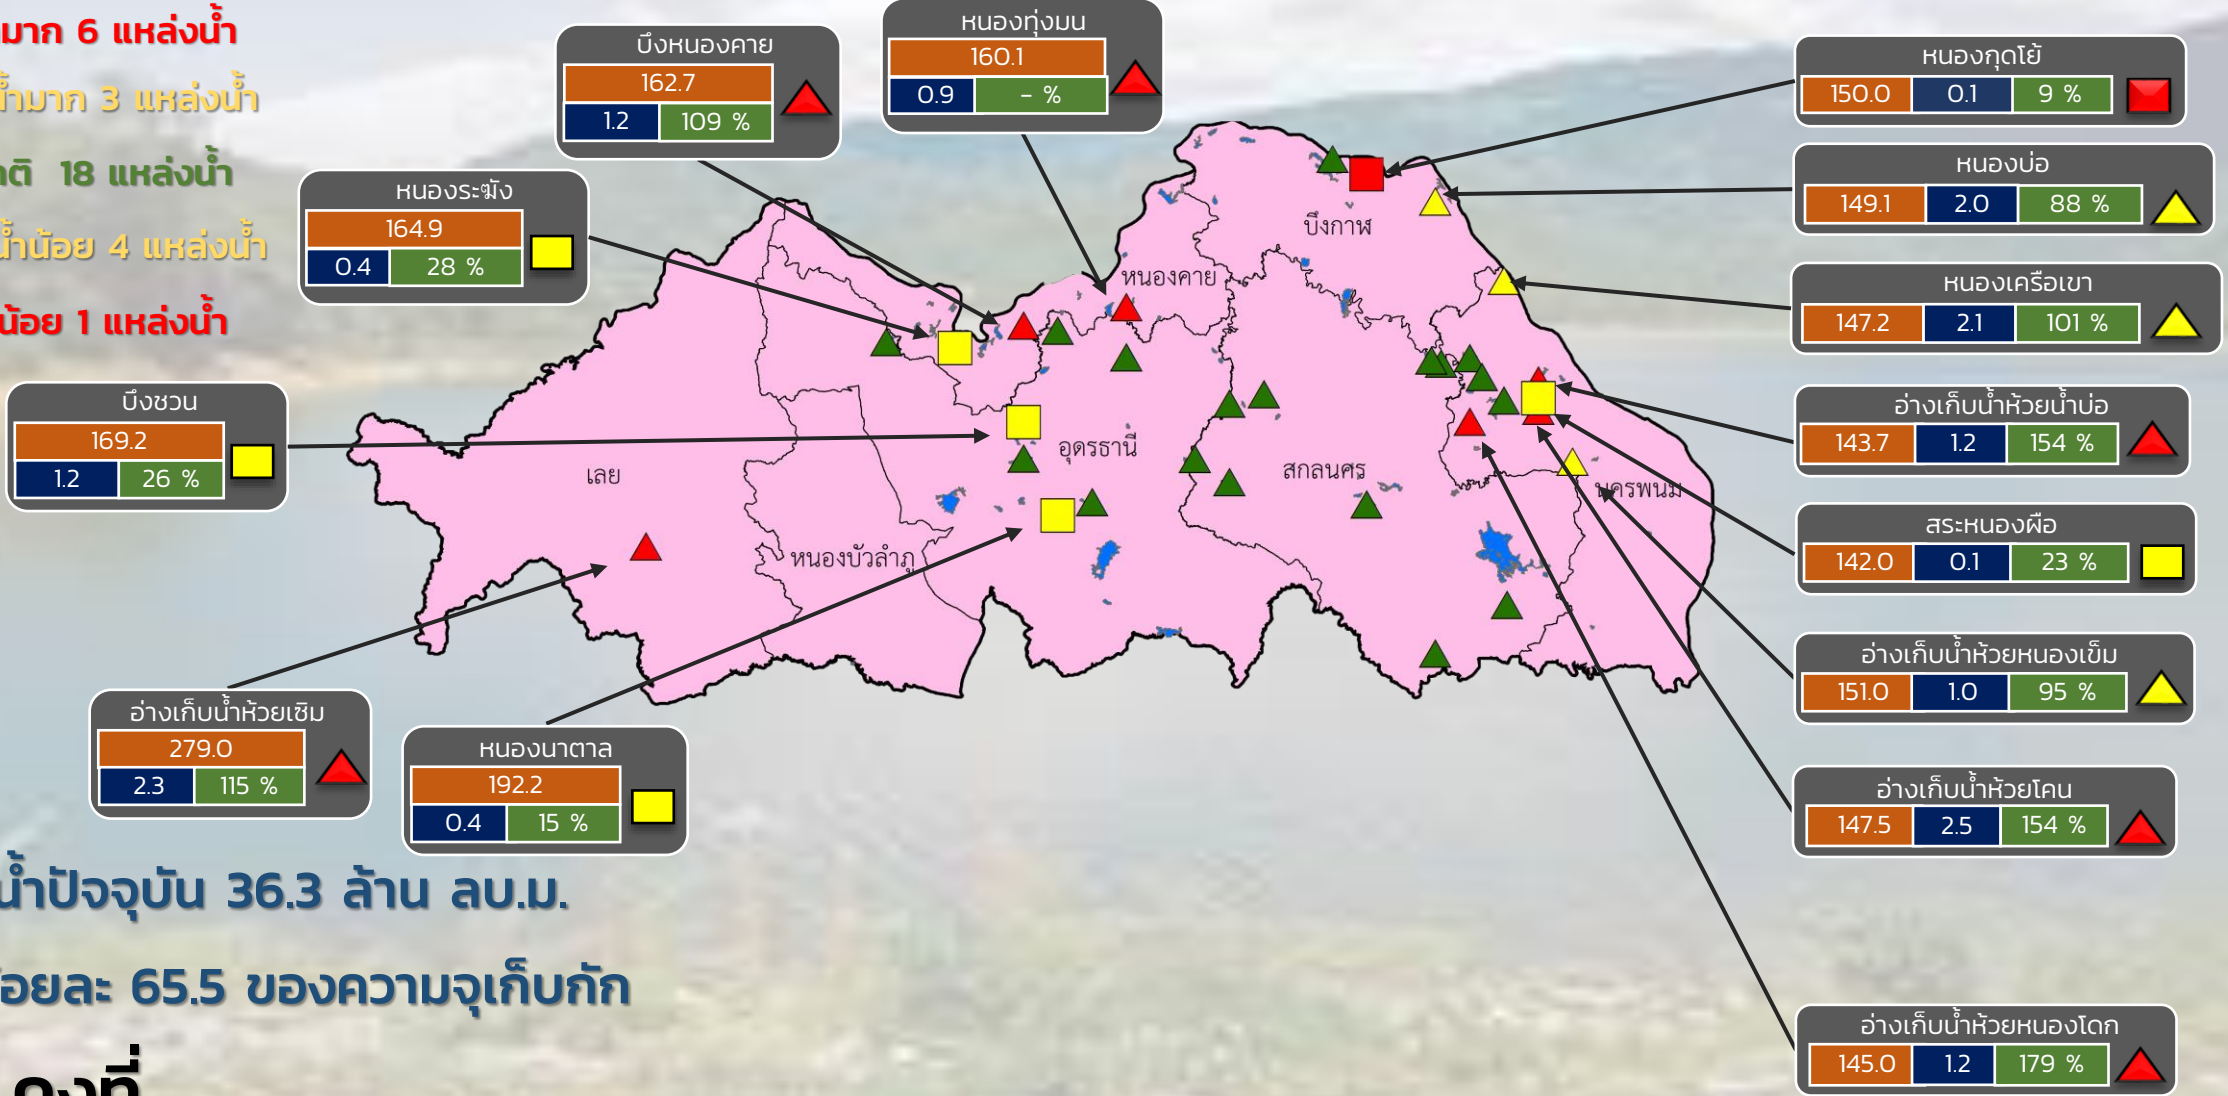 มาก 6 แหล่งน้ำ
น้ำมาก 3 แหล่งน้ำ
18 แหล่งน้ำ
น้ำน้อย 4 แหล่งน้ำ
น้อย 1 แหล่งน้ำ
บึงหนองคาย
162.7
1.2 109 %
หนองทุ่งมน
160.1
0.9 - %
หนองระฆัง
164.9
0.4 28 %
บึงชวน
169.2
1.2 26 %
อ่างเก็บน้ำห้วยเซิม
279.0
2.3 115 %
หนองนาตาล
192.2
0.4 15 %
หนองกุดโย้
150.0 0.1 9 %
หนองบ่อ
149.1 2.0 88 %
หนองเครือเขา
147.2 2.1 101 %
อ่างเก็บน้ำห้วยน้ำบ่อ
143.7 1.2 154 %
สระหนองผือ
142.0 0.1 23 %
อ่างเก็บน้ำห้วยหนองเข็ม
151.0 1.0 95 %
อ่างเก็บน้ำห้วยโคน
147.5 2.5 154 %
อ่างเก็บน้ำห้วยหนองโดก
145.0 1.2 179 %
บึงกาฬ
หนองคาย
อุดรธานี
เลย
สกลนคร
นครพนม
หนองบัวลำภู
น้ำปัจจุบัน 36.3 ล้าน ลบ.ม.
้อยละ 65.5 ของความจุเก็บกัก